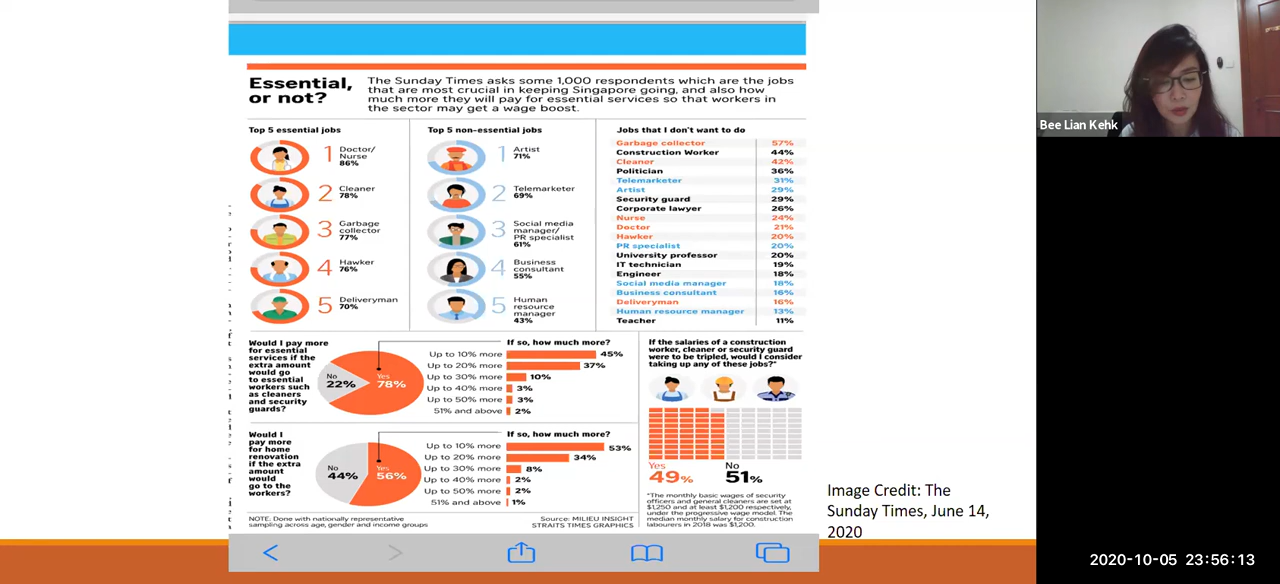 Essential,
or not?
The Sunday Times asks some 1,000 respondents which are the jobs
that are most crucial in keeping Singapore going, and also how
much more they will pay for essential services so that workers in
the sector may get a wage boost.
Top 5 essential jobs
1 Doctor/
Nurse
86%
2 Cleaner
78%
3 Garbage
collector
77%
4 Hawker
76%
5 Deliveryman
70%
Top 5 non-essential jobs
1 Artist
71%
2 Telemarketer
69%
3 Social media
manager/
PR specialist
61%
4 Business
consultant
55%
5 Human
resource
manager
43%
Jobs that I don't want to do
Garbage collector 57%
Construction Worker 44%
Cleaner 42%
Politician 36%
Telemarketer 31%
Artist 29%
Security guard 29%
Corporate lawyer 26%
Nurse 24%
Doctor 21%
Hawker 20%
PR specialist 20%
University professor 20%
IT technician 19%
Engineer 18%
Social media manager 18%
Business consultant 16%
Deliveryman 16%
Human resource manager 13%
Teacher 11%
Would I pay more
for essential
services if the
extra amount
would go
to essential
workers such
as cleaners
and security
guards?
No
22%
Yes
78%
If so, how much more?
Up to 10% more 45%
Up to 20% more 37%
Up to 30% more 10%
Up to 40% more 3%
Up to 50% more 3%
51% and above 2%
Would I
pay more
for home
renovation
if the extra
amount
would
go to the
workers?
No
44%
Yes
56%
If so, how much more?
Up to 10% more 53%
Up to 20% more 34%
Up to 30% more 8%
Up to 40% more 2%
Up to 50% more 2%
51% and above 1%
If the salaries of a construction
worker, cleaner or security guard
were to be tripled, would I consider
taking up any of these jobs?*
Yes
49%
No
51%
*The monthly basic wages of security
officers and general cleaners are set at
$1,250 and at least $1,200 respectively,
under the progressive wage model. The
median monthly salary for construction
labourers in 2018 was $1,200.
NOTE: Done with nationally representative
sampling across age, gender and income groups
Source: MILIEU INSIGHT
STRAITS TIMES GRAPHICS
Image Credit: The
Sunday Times, June 14,
2020
Bee Lian Kehk
2020-10-05 23:56:13